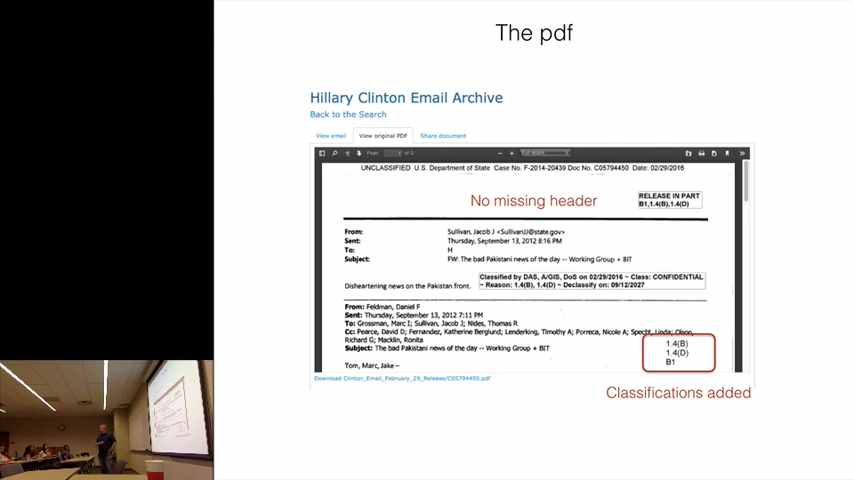 The pdf
Hillary Clinton Email Archive
Back to the Search
View email View original PDF Share document
Page: 1 of 2 Full Width
UNCLASSIFIED U.S. Department of State Case No. F-2014-20439 Doc No. C05794450 Date: 02/29/2016
No missing header
RELEASE IN PART
B1,1.4(B),1.4(D)
From: Sullivan, Jacob J <SullivanJJ@state.gov>
Sent: Thursday, September 13, 2012 8:16 PM
To: H
Subject: FW: The bad Pakistani news of the day -- Working Group + BIT
Classified by DAS, A/GIS, DoS on 02/29/2016 ~ Class: CONFIDENTIAL
~ Reason: 1.4(B), 1.4(D) ~ Declassify on: 09/12/2027
Disheartening news on the Pakistan front.
From: Feldman, Daniel F
Sent: Thursday, September 13, 2012 7:11 PM
To: Grossman, Marc I; Sullivan, Jacob J; Nides, Thomas R
Cc: Pearce, David D; Fernandez, Katherine Berglund; Lenderking, Timothy A; Porreca, Nicole A; Specht, Linda; Olson,
Richard G; Macklin, Ronita
Subject: The bad Pakistani news of the day -- Working Group + BIT
1.4(B)
1.4(D)
B1
Tom, Marc, Jake --
Download Clinton_Email_February_29_Release/C05794450.pdf
Classifications added